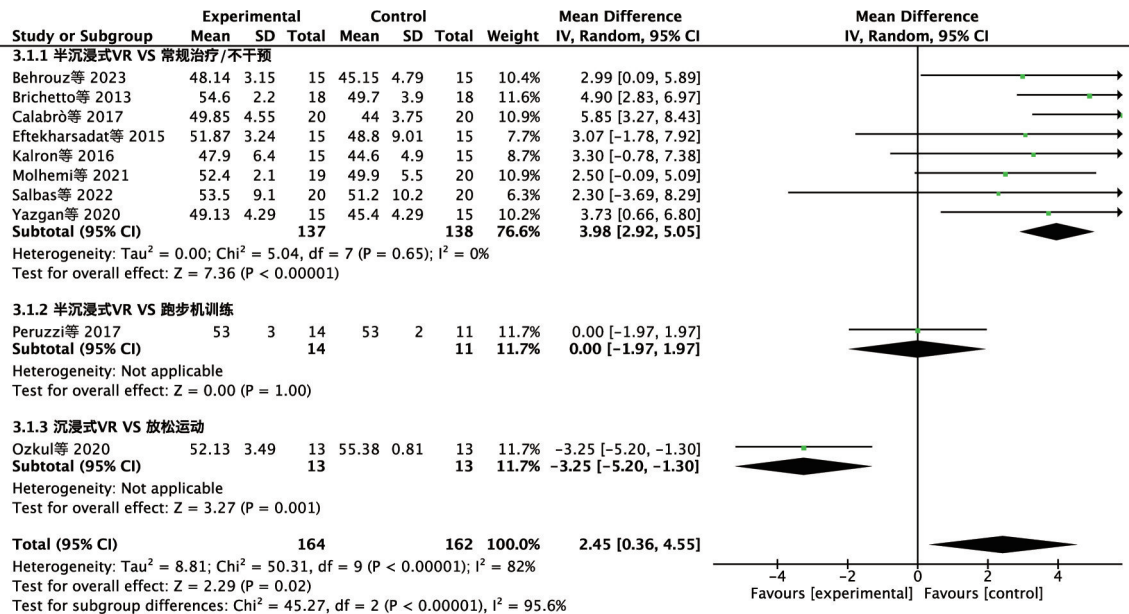 Experimental Control Mean Difference Mean Difference
Study or Subgroup Mean SD Total Mean SD Total Weight IV, Random, 95% CI IV, Random, 95% CI
3.1.1 半沉浸式VR VS 常规治疗/不干预
Behrouz等 2023 48.14 3.15 15 45.15 4.79 15 10.4% 2.99 [0.09, 5.89]
Brichetto等 2013 54.6 2.2 18 49.7 3.9 18 11.6% 4.90 [2.83, 6.97]
Calabrò等 2017 49.85 4.55 20 44 3.75 20 10.9% 5.85 [3.27, 8.43]
Eftekharsadat等 2015 51.87 3.24 15 48.8 9.01 15 7.7% 3.07 [−1.78, 7.92]
Kalron等 2016 47.9 6.4 15 44.6 4.9 15 8.7% 3.30 [−0.78, 7.38]
Molhemi等 2021 52.4 2.1 19 49.9 5.5 20 10.9% 2.50 [−0.09, 5.09]
Salbas等 2022 53.5 9.1 20 51.2 10.2 20 6.3% 2.30 [−3.69, 8.29]
Yazgan等 2020 49.13 4.29 15 45.4 4.29 15 10.2% 3.73 [0.66, 6.80]
Subtotal (95% CI) 137 138 76.6% 3.98 [2.92, 5.05]
Heterogeneity: Tau² = 0.00; Chi² = 5.04, df = 7 (P = 0.65); I² = 0%
Test for overall effect: Z = 7.36 (P < 0.00001)
3.1.2 半沉浸式VR VS 跑步机训练
Peruzzi等 2017 53 3 14 53 2 11 11.7% 0.00 [−1.97, 1.97]
Subtotal (95% CI) 14 11 11.7% 0.00 [−1.97, 1.97]
Heterogeneity: Not applicable
Test for overall effect: Z = 0.00 (P = 1.00)
3.1.3 沉浸式VR VS 放松运动
Ozkul等 2020 52.13 3.49 13 55.38 0.81 13 11.7% −3.25 [−5.20, −1.30]
Subtotal (95% CI) 13 13 11.7% −3.25 [−5.20, −1.30]
Heterogeneity: Not applicable
Test for overall effect: Z = 3.27 (P = 0.001)
Total (95% CI) 164 162 100.0% 2.45 [0.36, 4.55]
Heterogeneity: Tau² = 8.81; Chi² = 50.31, df = 9 (P < 0.00001); I² = 82%
Test for overall effect: Z = 2.29 (P = 0.02)
Test for subgroup differences: Chi² = 45.27, df = 2 (P < 0.00001), I² = 95.6%
−4 −2 0 2 4
Favours [experimental] Favours [control]